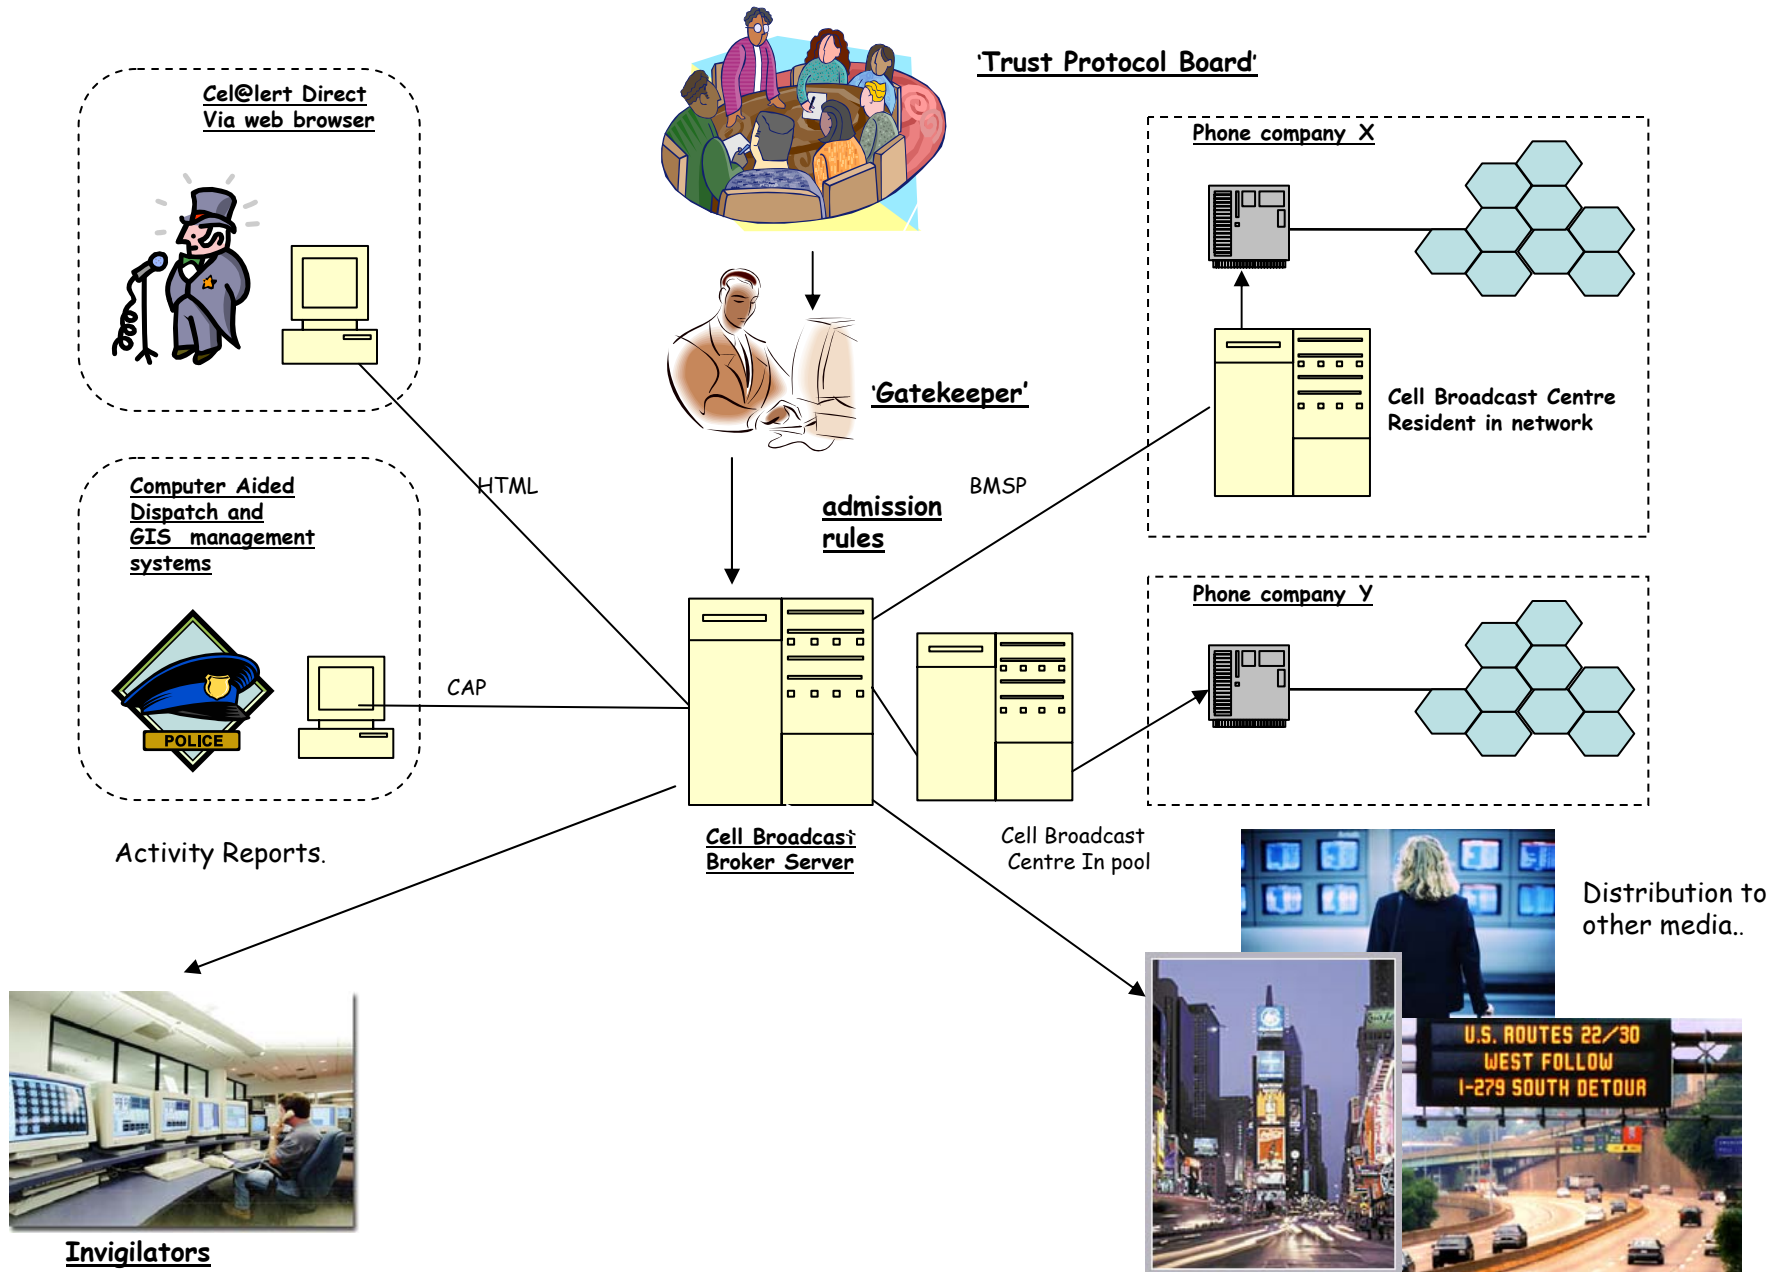 'Trust Protocol Board'
Cel@lert Direct
Via web browser
Phone company X
Cell Broadcast Centre
Resident in network
'Gatekeeper'
HTML
BMSP
admission
rules
Computer Aided
Dispatch and
GIS management
systems
POLICE
CAP
Phone company Y
Activity Reports.
Cell Broadcast
Broker Server
Cell Broadcast
Centre In pool
Distribution to
other media..
U.S. ROUTES 22/30
WEST FOLLOW
I-279 SOUTH DETOUR
Invigilators